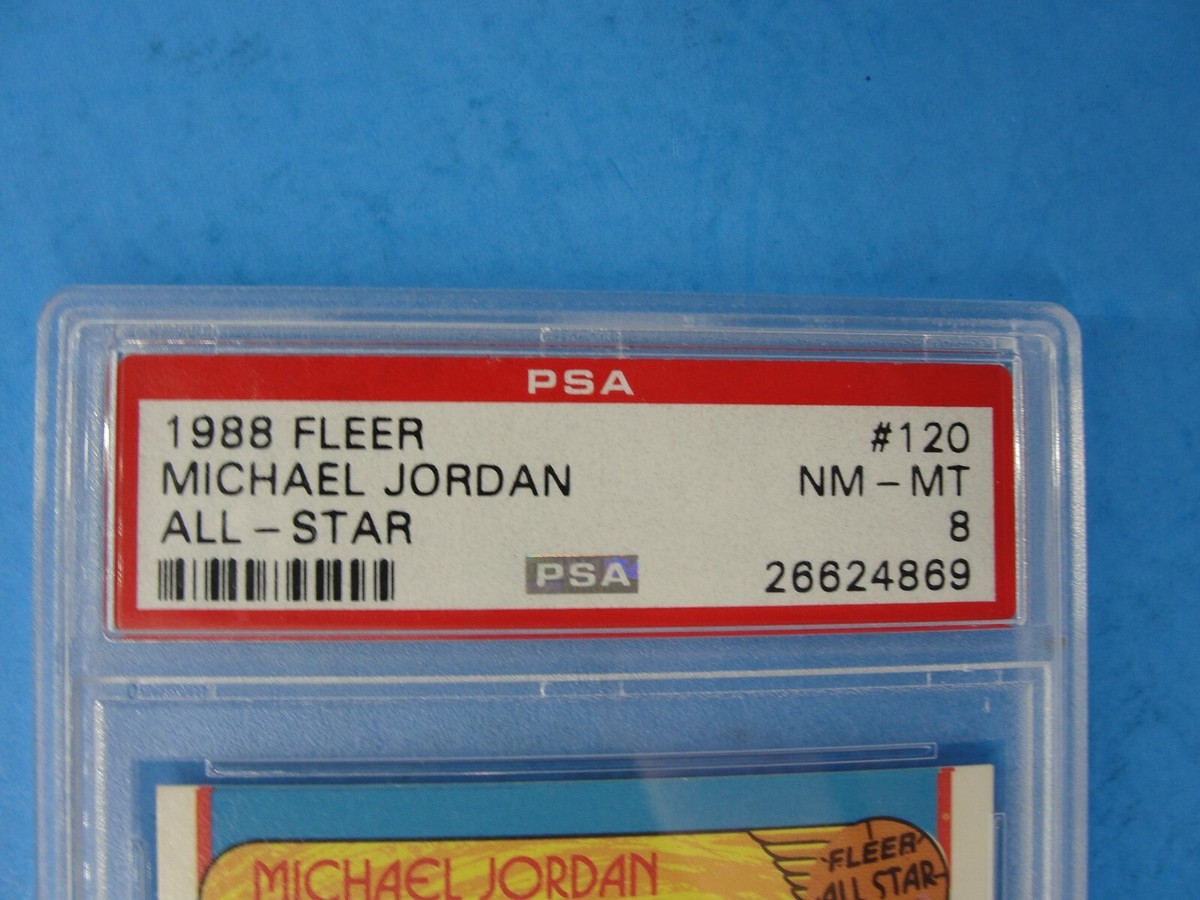 PSA
1988 FLEER #120
MICHAEL JORDAN NM-MT
ALL-STAR 8
PSA 26624869
MICHAEL JORDAN
FLEER
ALL STAR